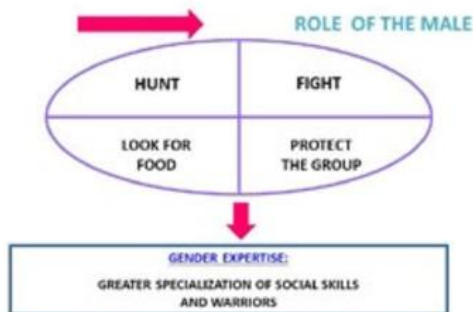 ROLE OF THE MALE
HUNT
FIGHT
LOOK FOR
FOOD
PROTECT
THE GROUP
GENDER EXPERTISE:
GREATER SPECIALIZATION OF SOCIAL SKILLS
AND WARRIORS